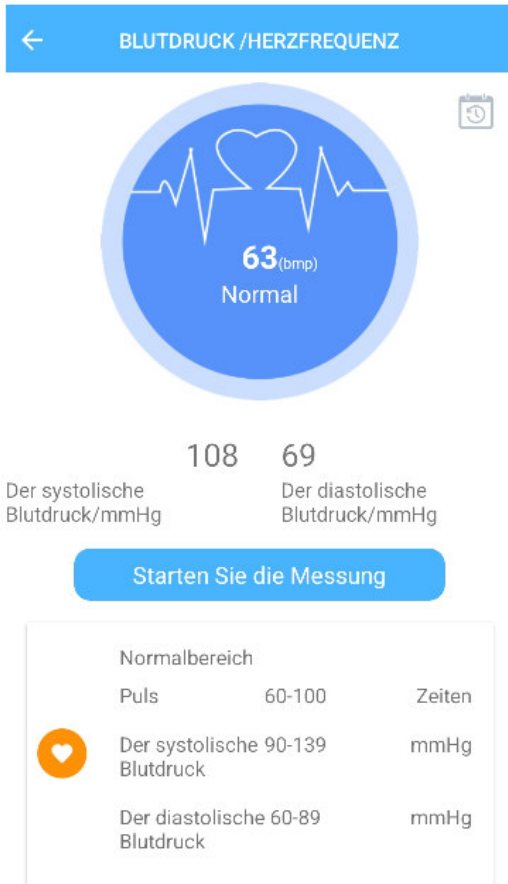 BLUTDRUCK /HERZFREQUENZ
63(bmp)
Normal
108 69
Der systolische
Blutdruck/mmHg
Der diastolische
Blutdruck/mmHg
Starten Sie die Messung
Normalbereich
Puls 60-100 Zeiten
Der systolische 90-139 mmHg
Blutdruck
Der diastolische 60-89 mmHg
Blutdruck